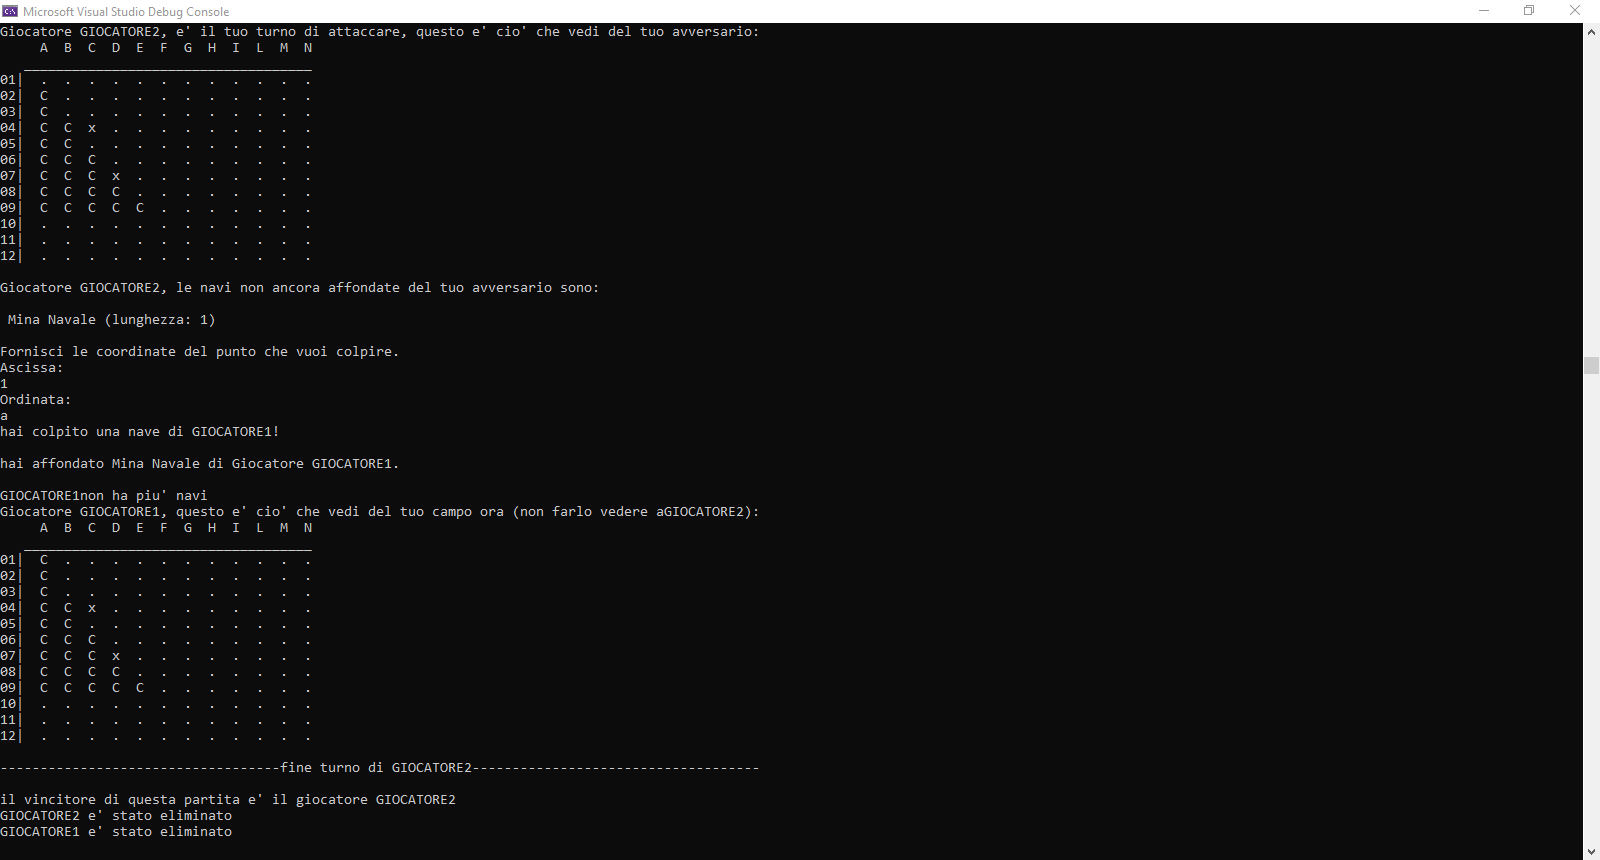 Microsoft Visual Studio Debug Console
Giocatore GIOCATORE2, e' il tuo turno di attaccare, questo e' cio' che vedi del tuo avversario:
     A  B  C  D  E  F  G  H  I  L  M  N
   ____________________________________
01|  .  .  .  .  .  .  .  .  .  .  .  .
02|  C  .  .  .  .  .  .  .  .  .  .  .
03|  C  .  .  .  .  .  .  .  .  .  .  .
04|  C  C  x  .  .  .  .  .  .  .  .  .
05|  C  C  .  .  .  .  .  .  .  .  .  .
06|  C  C  C  .  .  .  .  .  .  .  .  .
07|  C  C  C  x  .  .  .  .  .  .  .  .
08|  C  C  C  C  .  .  .  .  .  .  .  .
09|  C  C  C  C  C  .  .  .  .  .  .  .
10|  .  .  .  .  .  .  .  .  .  .  .  .
11|  .  .  .  .  .  .  .  .  .  .  .  .
12|  .  .  .  .  .  .  .  .  .  .  .  .
Giocatore GIOCATORE2, le navi non ancora affondate del tuo avversario sono:
 Mina Navale (lunghezza: 1)
Fornisci le coordinate del punto che vuoi colpire.
Ascissa:
1
Ordinata:
a
hai colpito una nave di GIOCATORE1!
hai affondato Mina Navale di Giocatore GIOCATORE1.
GIOCATORE1non ha piu' navi
Giocatore GIOCATORE1, questo e' cio' che vedi del tuo campo ora (non farlo vedere aGIOCATORE2):
     A  B  C  D  E  F  G  H  I  L  M  N
   ____________________________________
01|  C  .  .  .  .  .  .  .  .  .  .  .
02|  C  .  .  .  .  .  .  .  .  .  .  .
03|  C  .  .  .  .  .  .  .  .  .  .  .
04|  C  C  x  .  .  .  .  .  .  .  .  .
05|  C  C  .  .  .  .  .  .  .  .  .  .
06|  C  C  C  .  .  .  .  .  .  .  .  .
07|  C  C  C  x  .  .  .  .  .  .  .  .
08|  C  C  C  C  .  .  .  .  .  .  .  .
09|  C  C  C  C  C  .  .  .  .  .  .  .
10|  .  .  .  .  .  .  .  .  .  .  .  .
11|  .  .  .  .  .  .  .  .  .  .  .  .
12|  .  .  .  .  .  .  .  .  .  .  .  .
-----------------------------------fine turno di GIOCATORE2------------------------------------
il vincitore di questa partita e' il giocatore GIOCATORE2
GIOCATORE2 e' stato eliminato
GIOCATORE1 e' stato eliminato